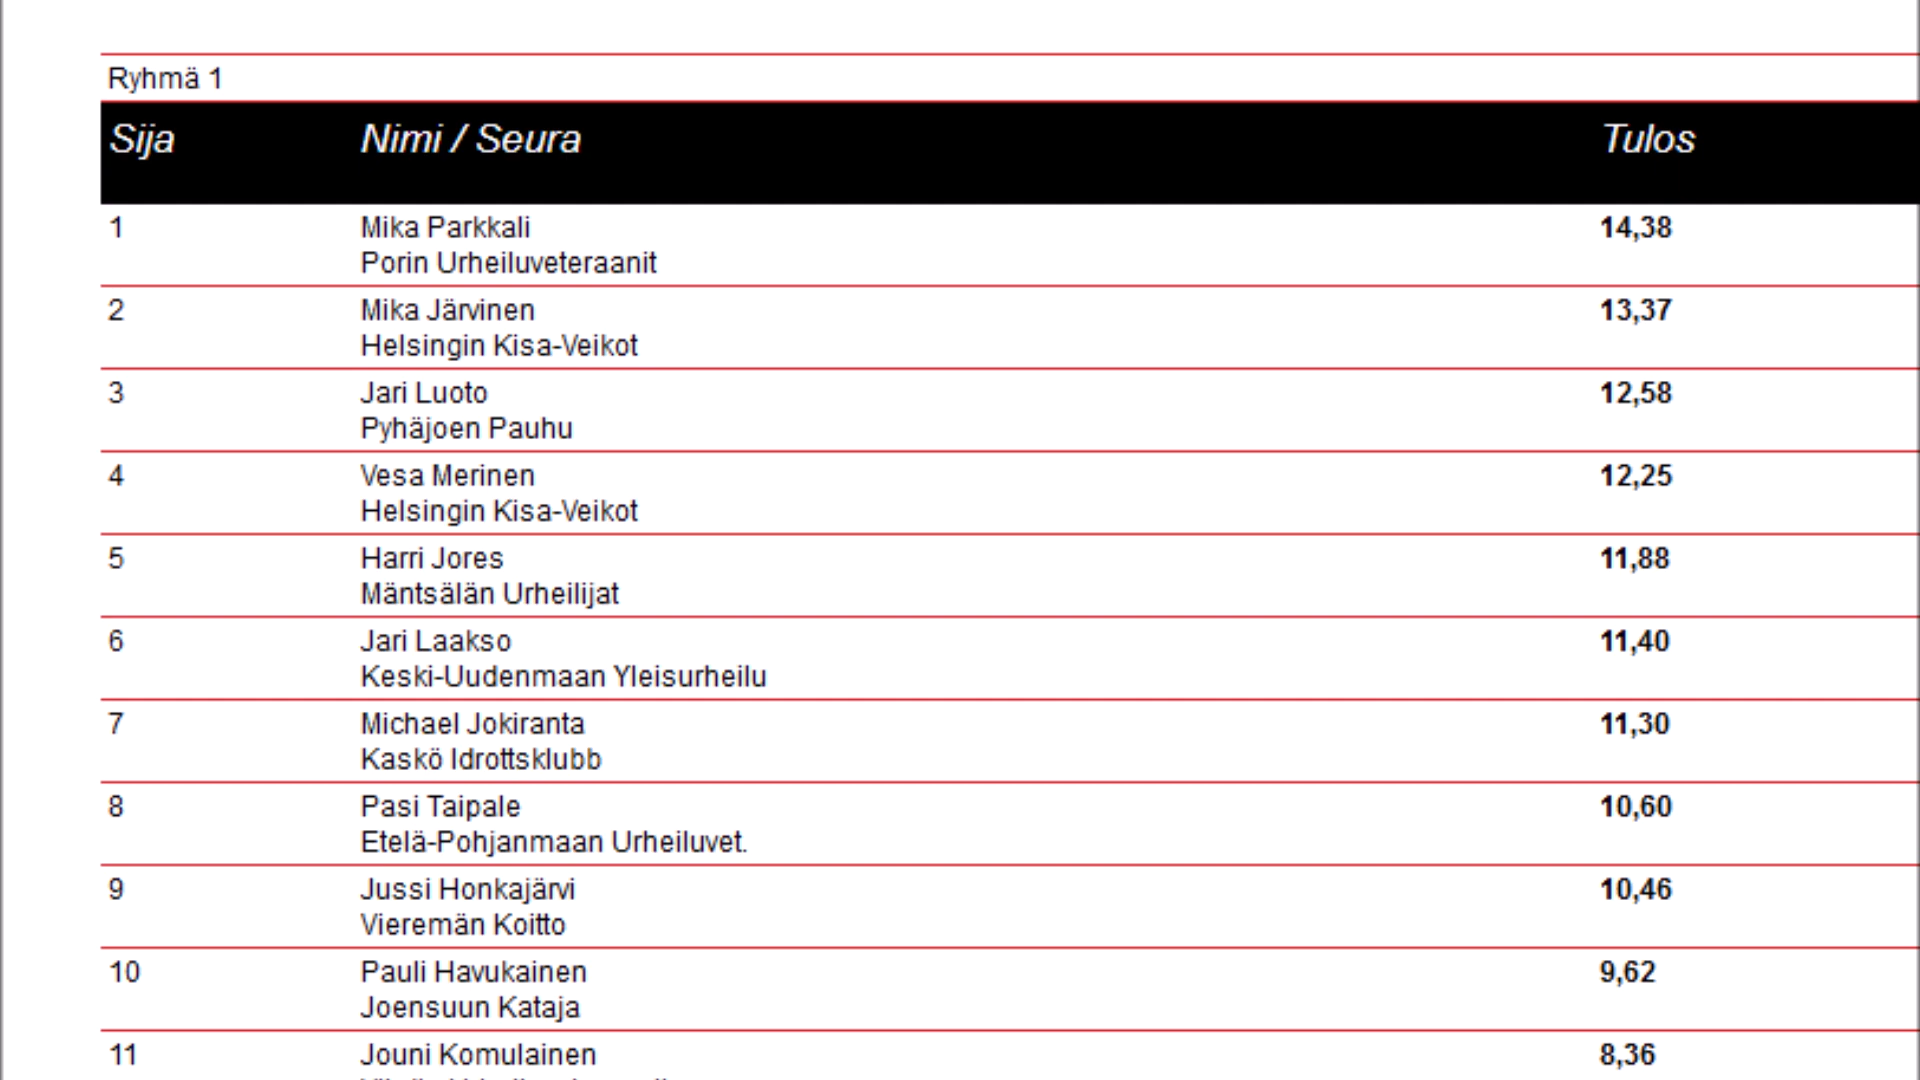 Ryhmä 1
Sija Nimi / Seura Tulos
1 Mika Parkkali 14,38
Porin Urheiluveteraanit
2 Mika Järvinen 13,37
Helsingin Kisa-Veikot
3 Jari Luoto 12,58
Pyhäjoen Pauhu
4 Vesa Merinen 12,25
Helsingin Kisa-Veikot
5 Harri Jores 11,88
Mäntsälän Urheilijat
6 Jari Laakso 11,40
Keski-Uudenmaan Yleisurheilu
7 Michael Jokiranta 11,30
Kaskö Idrottsklubb
8 Pasi Taipale 10,60
Etelä-Pohjanmaan Urheiluvet.
9 Jussi Honkajärvi 10,46
Vieremän Koitto
10 Pauli Havukainen 9,62
Joensuun Kataja
11 Jouni Komulainen 8,36